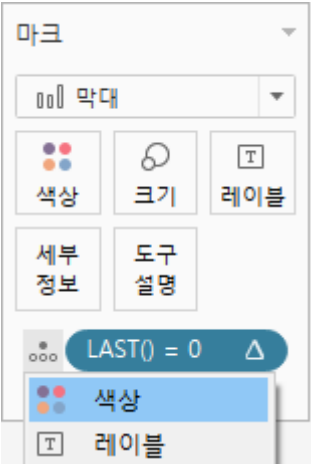 마크
막대
색상 크기 레이블
세부 도구
정보 설명
LAST() = 0 Δ
색상
레이블